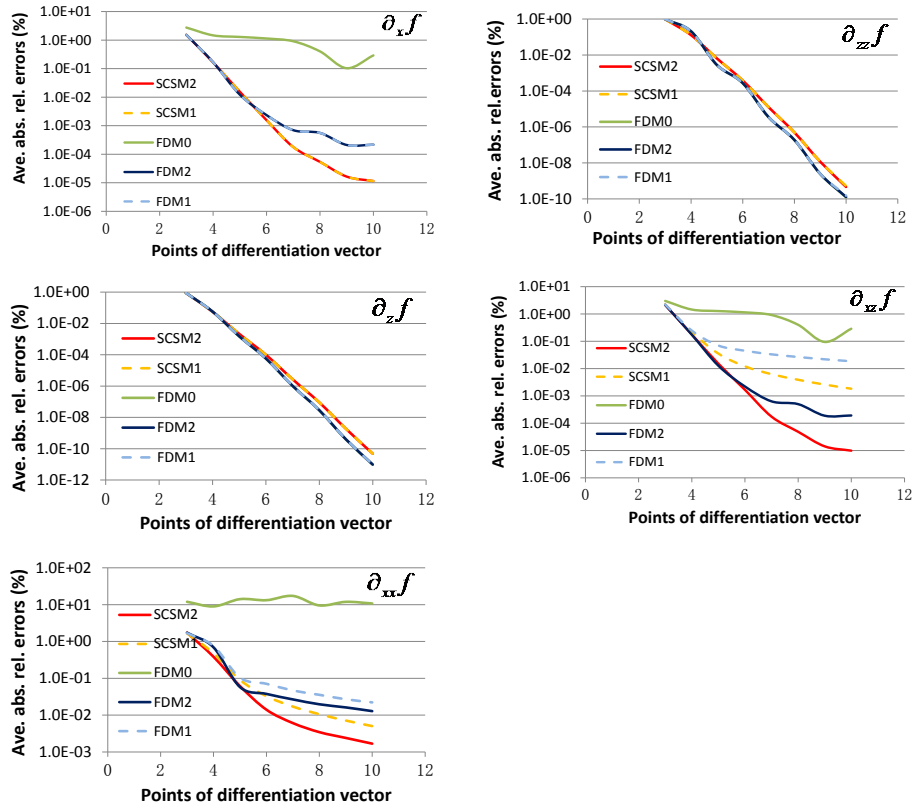 ∂ₓf
Ave. abs. rel. errors (%)
1.0E+01
1.0E+00
1.0E-01
1.0E-02
1.0E-03
1.0E-04
1.0E-05
1.0E-06
SCSM2
SCSM1
FDM0
FDM2
FDM1
0 2 4 6 8 10 12
Points of differentiation vector
∂zzf
Ave. abs. rel.errors (%)
1.0E+00
1.0E-02
1.0E-04
1.0E-06
1.0E-08
1.0E-10
SCSM2
SCSM1
FDM0
FDM2
FDM1
0 2 4 6 8 10 12
Points of differentiation vector
∂zf
Ave. abs. rel. errors (%)
1.0E+00
1.0E-02
1.0E-04
1.0E-06
1.0E-08
1.0E-10
1.0E-12
SCSM2
SCSM1
FDM0
FDM2
FDM1
0 2 4 6 8 10 12
Points of differentiation vector
∂xzf
Ave. abs. rel. errors (%)
1.0E+01
1.0E+00
1.0E-01
1.0E-02
1.0E-03
1.0E-04
1.0E-05
1.0E-06
SCSM2
SCSM1
FDM0
FDM2
FDM1
0 2 4 6 8 10 12
Points of differentiation vector
∂xxf
Ave. abs. rel. errors (%)
1.0E+02
1.0E+01
1.0E+00
1.0E-01
1.0E-02
1.0E-03
SCSM2
SCSM1
FDM0
FDM2
FDM1
0 2 4 6 8 10 12
Points of differentiation vector